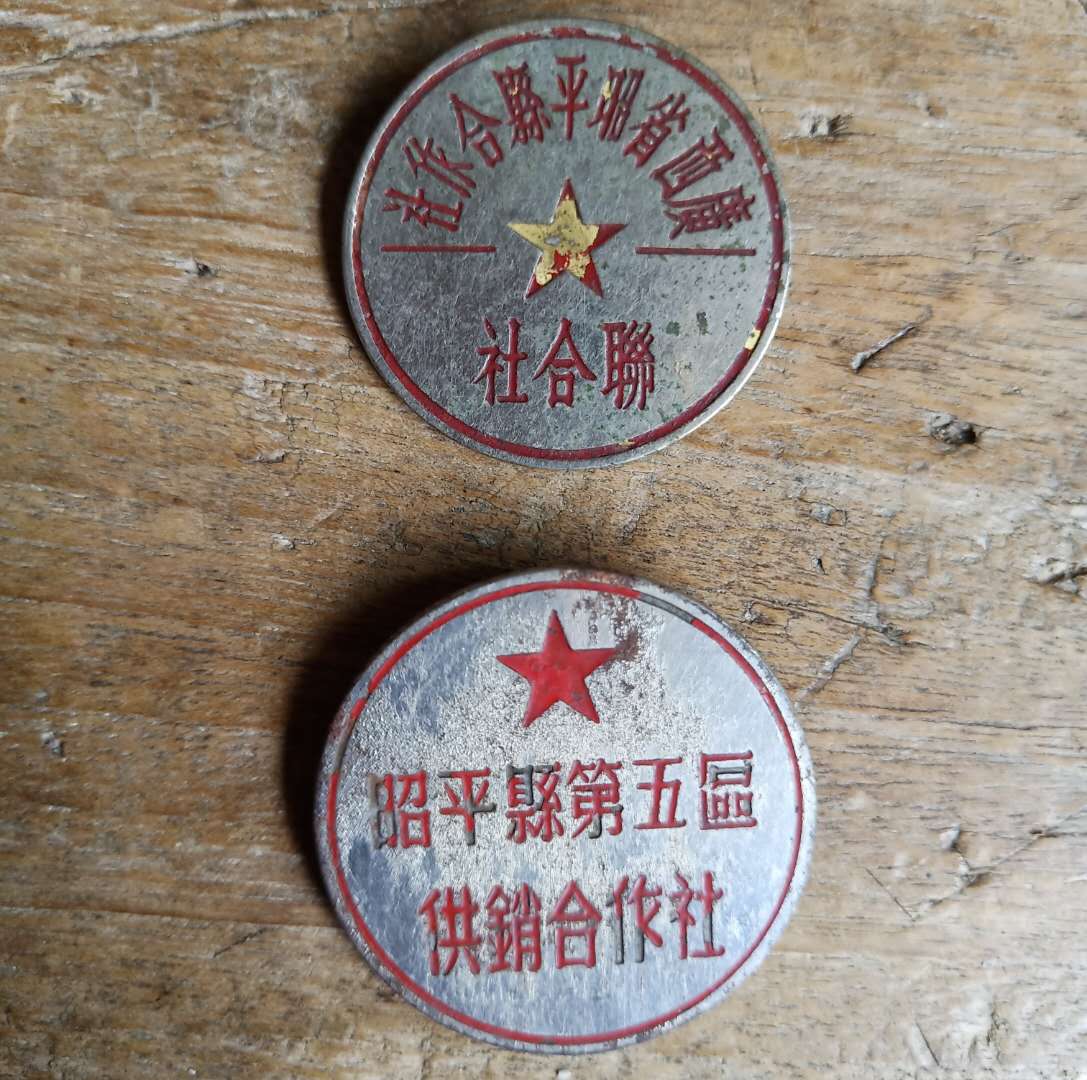 廣西省昭平縣合作社
聯合社
昭平縣第五區
供銷合作社